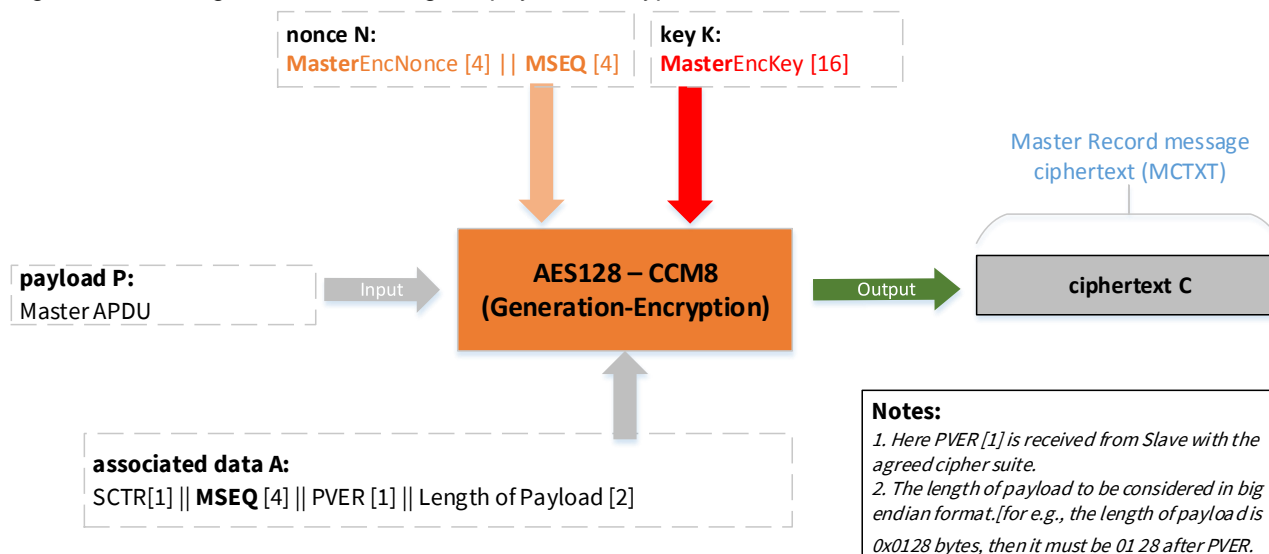 nonce N:
MasterEncNonce [4] || MSEQ [4]
key K:
MasterEncKey [16]
Master Record message
ciphertext (MCTXT)
payload P:
Master APDU
Input
AES128 – CCM8
(Generation-Encryption)
Output
ciphertext C
associated data A:
SCTR[1] || MSEQ [4] || PVER [1] || Length of Payload [2]
Notes:
1. Here PVER [1] is received from Slave with the
agreed cipher suite.
2. The length of payload to be considered in big
endian format.[for e.g., the length of payload is
0x0128 bytes, then it must be 01 28 after PVER.